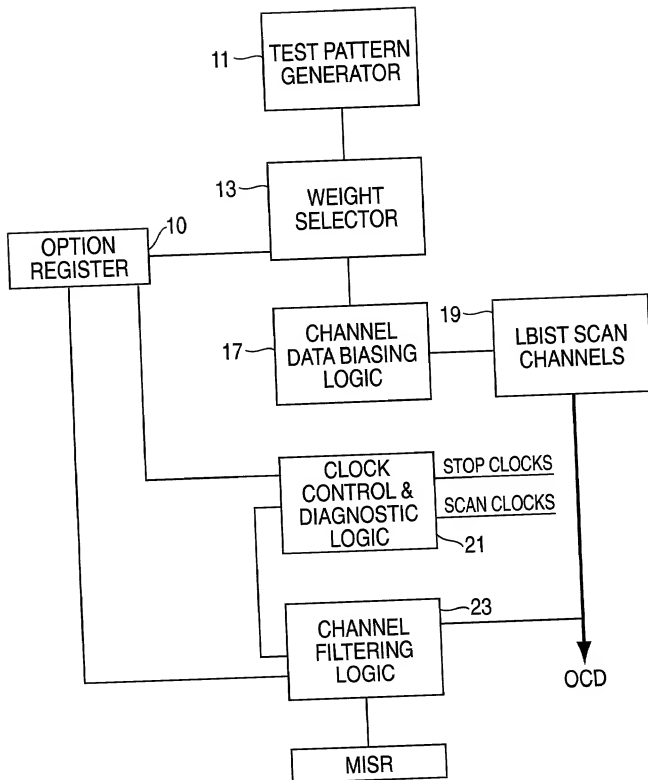 11
TEST PATTERN
GENERATOR
13
WEIGHT
SELECTOR
10
OPTION
REGISTER
17
CHANNEL
DATA BIASING
LOGIC
19
LBIST SCAN
CHANNELS
CLOCK
CONTROL &
DIAGNOSTIC
LOGIC
STOP CLOCKS
SCAN CLOCKS
21
23
CHANNEL
FILTERING
LOGIC
OCD
MISR